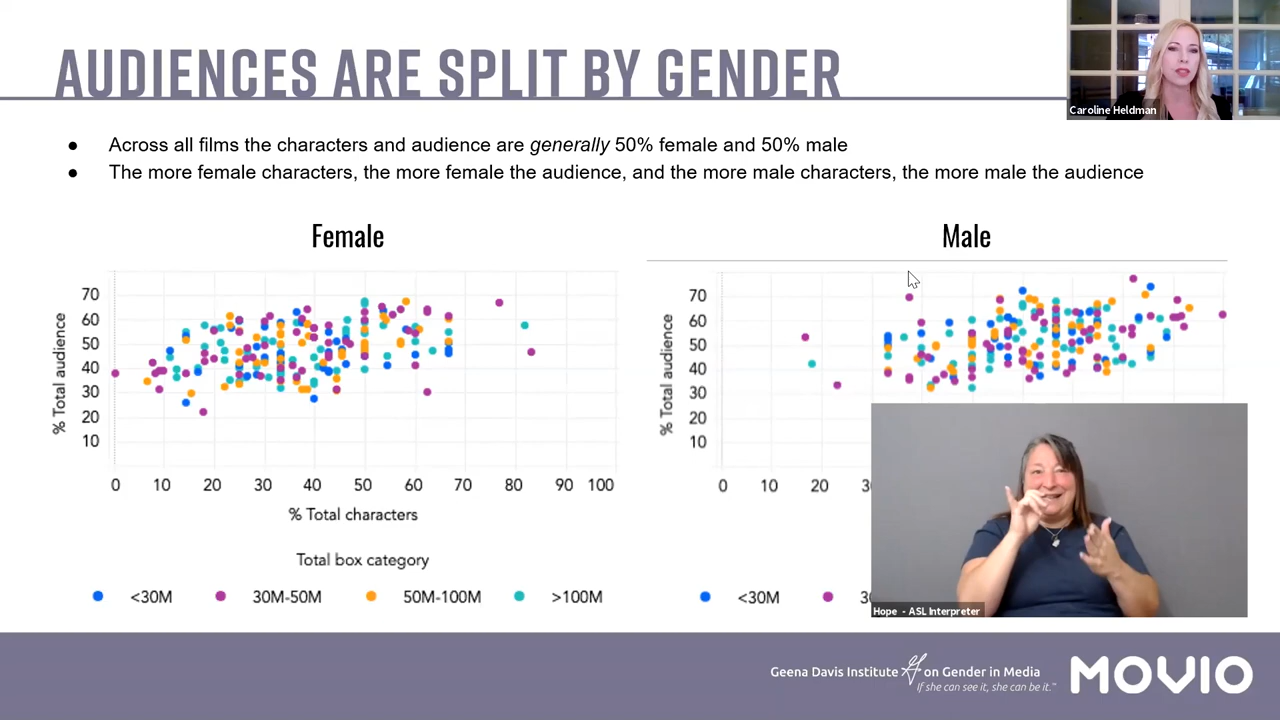 AUDIENCES ARE SPLIT BY GENDER
Caroline Heldman
● Across all films the characters and audience are generally 50% female and 50% male
● The more female characters, the more female the audience, and the more male characters, the more male the audience
Female
70
60
50
40
30
20
10
% Total audience
0 10 20 30 40 50 60 70 80 90 100
% Total characters
Total box category
<30M 30M-50M 50M-100M >100M
Male
70
60
50
40
30
20
10
% Total audience
0 10 20
<30M
Hope - ASL Interpreter
Geena Davis Institute on Gender in Media
If she can see it, she can be it.™
MOVIO